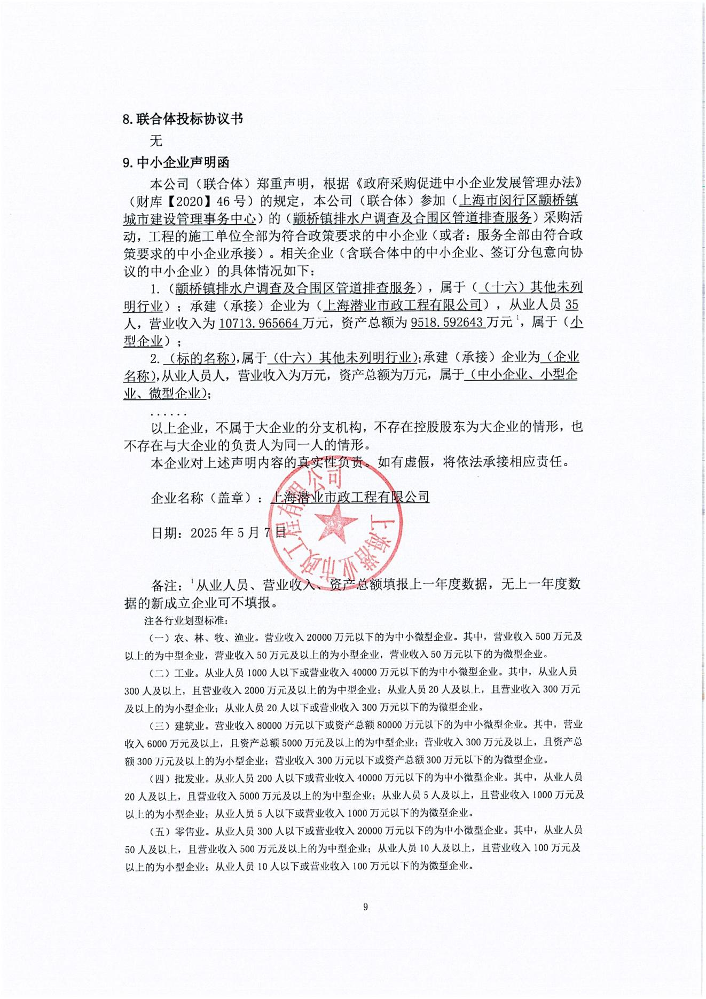 8.联合体投标协议书
无
9.中小企业声明函
本公司（联合体）郑重声明，根据《政府采购促进中小企业发展管理办法》
（财库【2020】46 号）的规定，本公司（联合体）参加（上海市闵行区颛桥镇
城市建设管理事务中心）的（颛桥镇排水户调查及合围区管道排查服务）采购活
动，工程的施工单位全部为符合政策要求的中小企业（或者：服务全部由符合政
策要求的中小企业承接）。相关企业（含联合体中的中小企业、签订分包意向协
议的中小企业）的具体情况如下：
1.（颛桥镇排水户调查及合围区管道排查服务），属于（（十六）其他未列
明行业）；承建（承接）企业为（上海潜业市政工程有限公司），从业人员 35
人，营业收入为 10713.965664 万元，资产总额为 9518.592643 万元¹，属于（小
型企业）；
2.（标的名称）,属于（(十六）其他未列明行业);承建（承接）企业为（企业
名称),从业人员人，营业收入为万元，资产总额为万元，属于（中小企业、小型企
业、微型企业);
......
以上企业，不属于大企业的分支机构，不存在控股股东为大企业的情形，也
不存在与大企业的负责人为同一人的情形。
本企业对上述声明内容的真实性负责。如有虚假，将依法承接相应责任。
企业名称（盖章）：上海潜业市政工程有限公司
日期：2025 年 5 月 7 日
上海潜业市政工程有限公司
备注：¹从业人员、营业收入、资产总额填报上一年度数据，无上一年度数
据的新成立企业可不填报。
注各行业划型标准：
（一）农、林、牧、渔业。营业收入 20000 万元以下的为中小微型企业。其中，营业收入 500 万元及
以上的为中型企业，营业收入 50 万元及以上的为小型企业，营业收入 50 万元以下的为微型企业。
（二）工业。从业人员 1000 人以下或营业收入 40000 万元以下的为中小微型企业。其中，从业人员
300 人及以上，且营业收入 2000 万元及以上的为中型企业；从业人员 20 人及以上，且营业收入 300 万元
及以上的为小型企业；从业人员 20 人以下或营业收入 300 万元以下的为微型企业。
（三）建筑业。营业收入 80000 万元以下或资产总额 80000 万元以下的为中小微型企业。其中，营业
收入 6000 万元及以上，且资产总额 5000 万元及以上的为中型企业；营业收入 300 万元及以上，且资产总
额 300 万元及以上的为小型企业；营业收入 300 万元以下或资产总额 300 万元以下的为微型企业。
（四）批发业。从业人员 200 人以下或营业收入 40000 万元以下的为中小微型企业。其中，从业人员
20 人及以上，且营业收入 5000 万元及以上的为中型企业；从业人员 5 人及以上，且营业收入 1000 万元及
以上的为小型企业；从业人员 5 人以下或营业收入 1000 万元以下的为微型企业。
（五）零售业。从业人员 300 人以下或营业收入 20000 万元以下的为中小微型企业。其中，从业人员
50 人及以上，且营业收入 500 万元及以上的为中型企业；从业人员 10 人及以上，且营业收入 100 万元及
以上的为小型企业；从业人员 10 人以下或营业收入 100 万元以下的为微型企业。
9